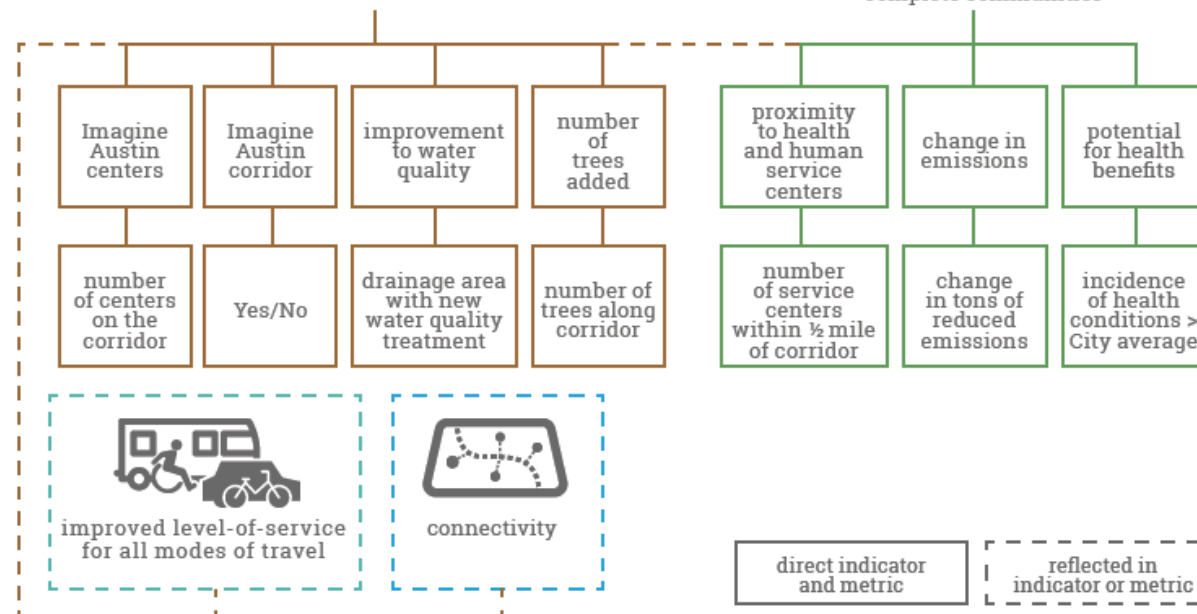 complete communities
Imagine
Austin
centers
Imagine
Austin
corridor
improvement
to water
quality
number
of
trees
added
proximity
to health
and human
service
centers
change in
emissions
potential
for health
benefits
number
of centers
on the
corridor
Yes/No
drainage area
with new
water quality
treatment
number of
trees along
corridor
number
of service
centers
within ½ mile
of corridor
change
in tons of
reduced
emissions
incidence
of health
conditions >
City average
improved level-of-service
for all modes of travel
connectivity
direct indicator
and metric
reflected in
indicator or metric